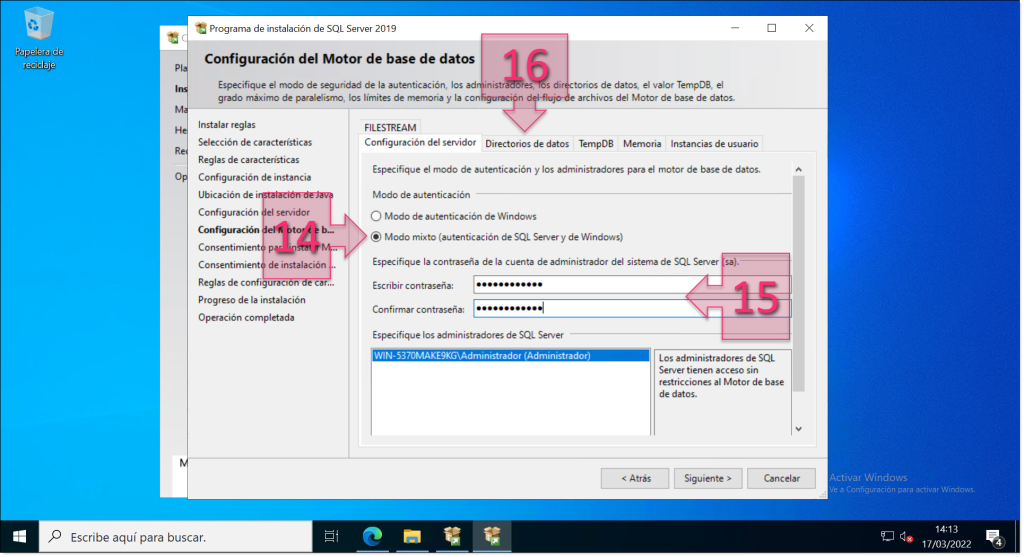 Papelera de
reciclaje
Programa de instalación de SQL Server 2019
Configuración del Motor de base de datos
16
Especifique el modo de seguridad de la autenticación, los administradores, los directorios de datos, el valor TempDB, el
grado máximo de paralelismo, los límites de memoria y la configuración del flujo de archivos del Motor de base de datos.
Pla
Ins
Ma
He
Rec
Op
M
Instalar reglas
Selección de características
Reglas de características
Configuración de instancia
Ubicación de instalación de Java
Configuración del servidor
Configuración del Motor de b...
Consentimiento para instalar M...
Consentimiento de instalación ...
Reglas de configuración de car...
Progreso de la instalación
Operación completada
14
FILESTREAM
Configuración del servidor Directorios de datos TempDB Memoria Instancias de usuario
Especifique el modo de autenticación y los administradores para el motor de base de datos.
Modo de autenticación
Modo de autenticación de Windows
Modo mixto (autenticación de SQL Server y de Windows)
Especifique la contraseña de la cuenta de administrador del sistema de SQL Server (sa).
Escribir contraseña: ●●●●●●●●●●●●
Confirmar contraseña: ●●●●●●●●●●●●
15
Especifique los administradores de SQL Server
WIN-5370MAKE9KG\Administrador (Administrador)
Los administradores de SQL
Server tienen acceso sin
restricciones al Motor de base
de datos.
< Atrás Siguiente > Cancelar
Activar Windows
Ve a Configuración para activar Windows.
Escribe aquí para buscar.
14:13
17/03/2022
4